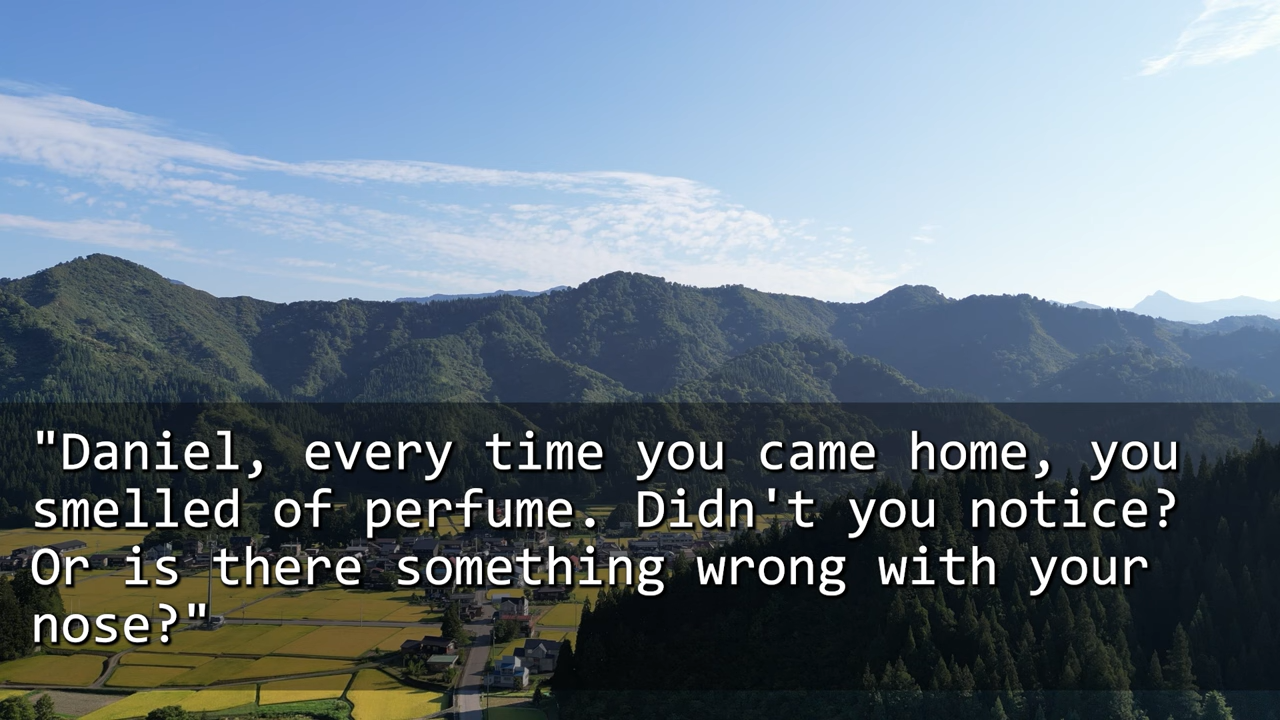 "Daniel, every time you came home, you
smelled of perfume. Didn't you notice?
Or is there something wrong with your
nose?"